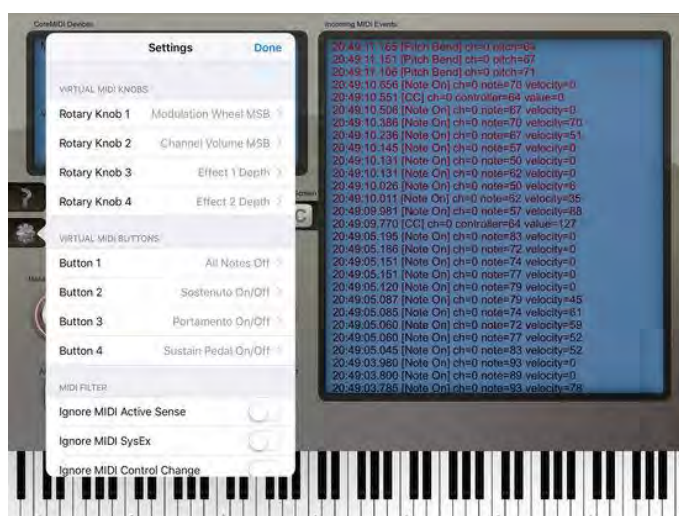 CoreMIDI Devices
Incoming MIDI Events
Settings
Done
VIRTUAL MIDI KNOBS
Rotary Knob 1 Modulation Wheel MSB
Rotary Knob 2 Channel Volume MSB
Rotary Knob 3 Effect 1 Depth
Rotary Knob 4 Effect 2 Depth
VIRTUAL MIDI BUTTONS
Button 1 All Notes Off
Button 2 Sostenuto On/Off
Button 3 Portamento On/Off
Button 4 Sustain Pedal On/Off
MIDI FILTER
Ignore MIDI Active Sense
Ignore MIDI SysEx
Ignore MIDI Control Change
?
Screen
C
20:49:11.165 [Pitch Bend] ch=0 pitch=64
20:49:11.151 [Pitch Bend] ch=0 pitch=67
20:49:11.106 [Pitch Bend] ch=0 pitch=71
20:49:10.656 [Note On] ch=0 note=70 velocity=0
20:49:10.551 [CC] ch=0 controller=64 value=0
20:49:10.506 [Note On] ch=0 note=67 velocity=0
20:49:10.386 [Note On] ch=0 note=70 velocity=70
20:49:10.236 [Note On] ch=0 note=67 velocity=51
20:49:10.145 [Note On] ch=0 note=57 velocity=0
20:49:10.131 [Note On] ch=0 note=50 velocity=0
20:49:10.131 [Note On] ch=0 note=62 velocity=0
20:49:10.026 [Note On] ch=0 note=50 velocity=6
20:49:10.011 [Note On] ch=0 note=62 velocity=35
20:49:09.981 [Note On] ch=0 note=57 velocity=68
20:49:09.770 [CC] ch=0 controller=64 value=127
20:49:05.195 [Note On] ch=0 note=83 velocity=0
20:49:05.186 [Note On] ch=0 note=72 velocity=0
20:49:05.151 [Note On] ch=0 note=74 velocity=0
20:49:05.151 [Note On] ch=0 note=77 velocity=0
20:49:05.120 [Note On] ch=0 note=79 velocity=0
20:49:05.087 [Note On] ch=0 note=79 velocity=45
20:49:05.085 [Note On] ch=0 note=74 velocity=61
20:49:05.060 [Note On] ch=0 note=72 velocity=59
20:49:05.060 [Note On] ch=0 note=77 velocity=52
20:49:05.045 [Note On] ch=0 note=83 velocity=52
20:49:03.980 [Note On] ch=0 note=93 velocity=0
20:49:03.800 [Note On] ch=0 note=89 velocity=0
20:49:03.785 [Note On] ch=0 note=93 velocity=78